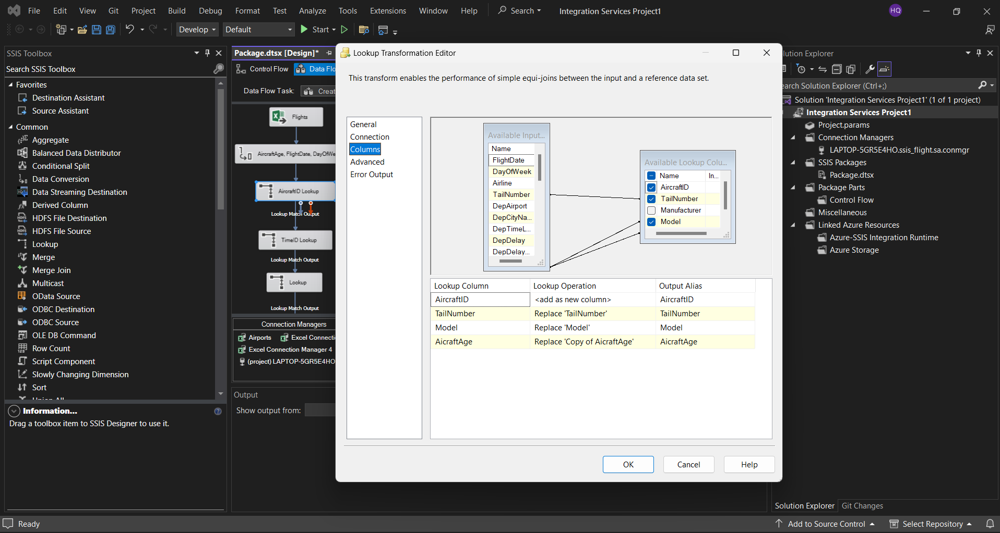 File Edit View Git Project Build Debug Format Test Analyze Tools Extensions Window Help Search Integration Services Project1 HQ
Develop Default Start
SSIS Toolbox
Search SSIS Toolbox
Favorites
Destination Assistant
Source Assistant
Common
Aggregate
Balanced Data Distributor
Conditional Split
Data Conversion
Data Streaming Destination
Derived Column
HDFS File Destination
HDFS File Source
Lookup
Merge
Merge Join
Multicast
OData Source
ODBC Destination
ODBC Source
OLE DB Command
Row Count
Script Component
Slowly Changing Dimension
Sort
Union All
Information...
Drag a toolbox item to SSIS Designer to use it.
Package.dtsx [Design]*
Control Flow Data Flo
Data Flow Task: Creat
Flights
AircraftAge, FlightDate, DayOfWe
AircraftID Lookup
Lookup Match Output
TimeID Lookup
Lookup Match Output
Lookup
Lookup Match Output
Connection Managers
Airports Excel Connecti
Excel Connection Manager 4
(project) LAPTOP-5GR5E4HO
Output
Show output from:
Lookup Transformation Editor
This transform enables the performance of simple equi-joins between the input and a reference data set.
General
Connection
Columns
Advanced
Error Output
Available Input...
Name
FlightDate
DayOfWeek
Airline
TailNumber
DepAirport
DepCityNa...
DepTimeL...
DepDelay
DepDelay...
Available Lookup Colu...
Name In...
AircraftID
TailNumber
Manufacturer
Model
Lookup Column Lookup Operation Output Alias
AircraftID <add as new column> AircraftID
TailNumber Replace 'TailNumber' TailNumber
Model Replace 'Model' Model
AicraftAge Replace 'Copy of AicraftAge' AicraftAge
OK Cancel Help
lution Explorer
earch Solution Explorer (Ctrl+;)
Solution 'Integration Services Project1' (1 of 1 project)
Integration Services Project1
Project.params
Connection Managers
LAPTOP-5GR5E4HO.ssis_flight.sa.conmgr
SSIS Packages
Package.dtsx
Package Parts
Control Flow
Miscellaneous
Linked Azure Resources
Azure-SSIS Integration Runtime
Azure Storage
Solution Explorer Git Changes
Ready Add to Source Control Select Repository